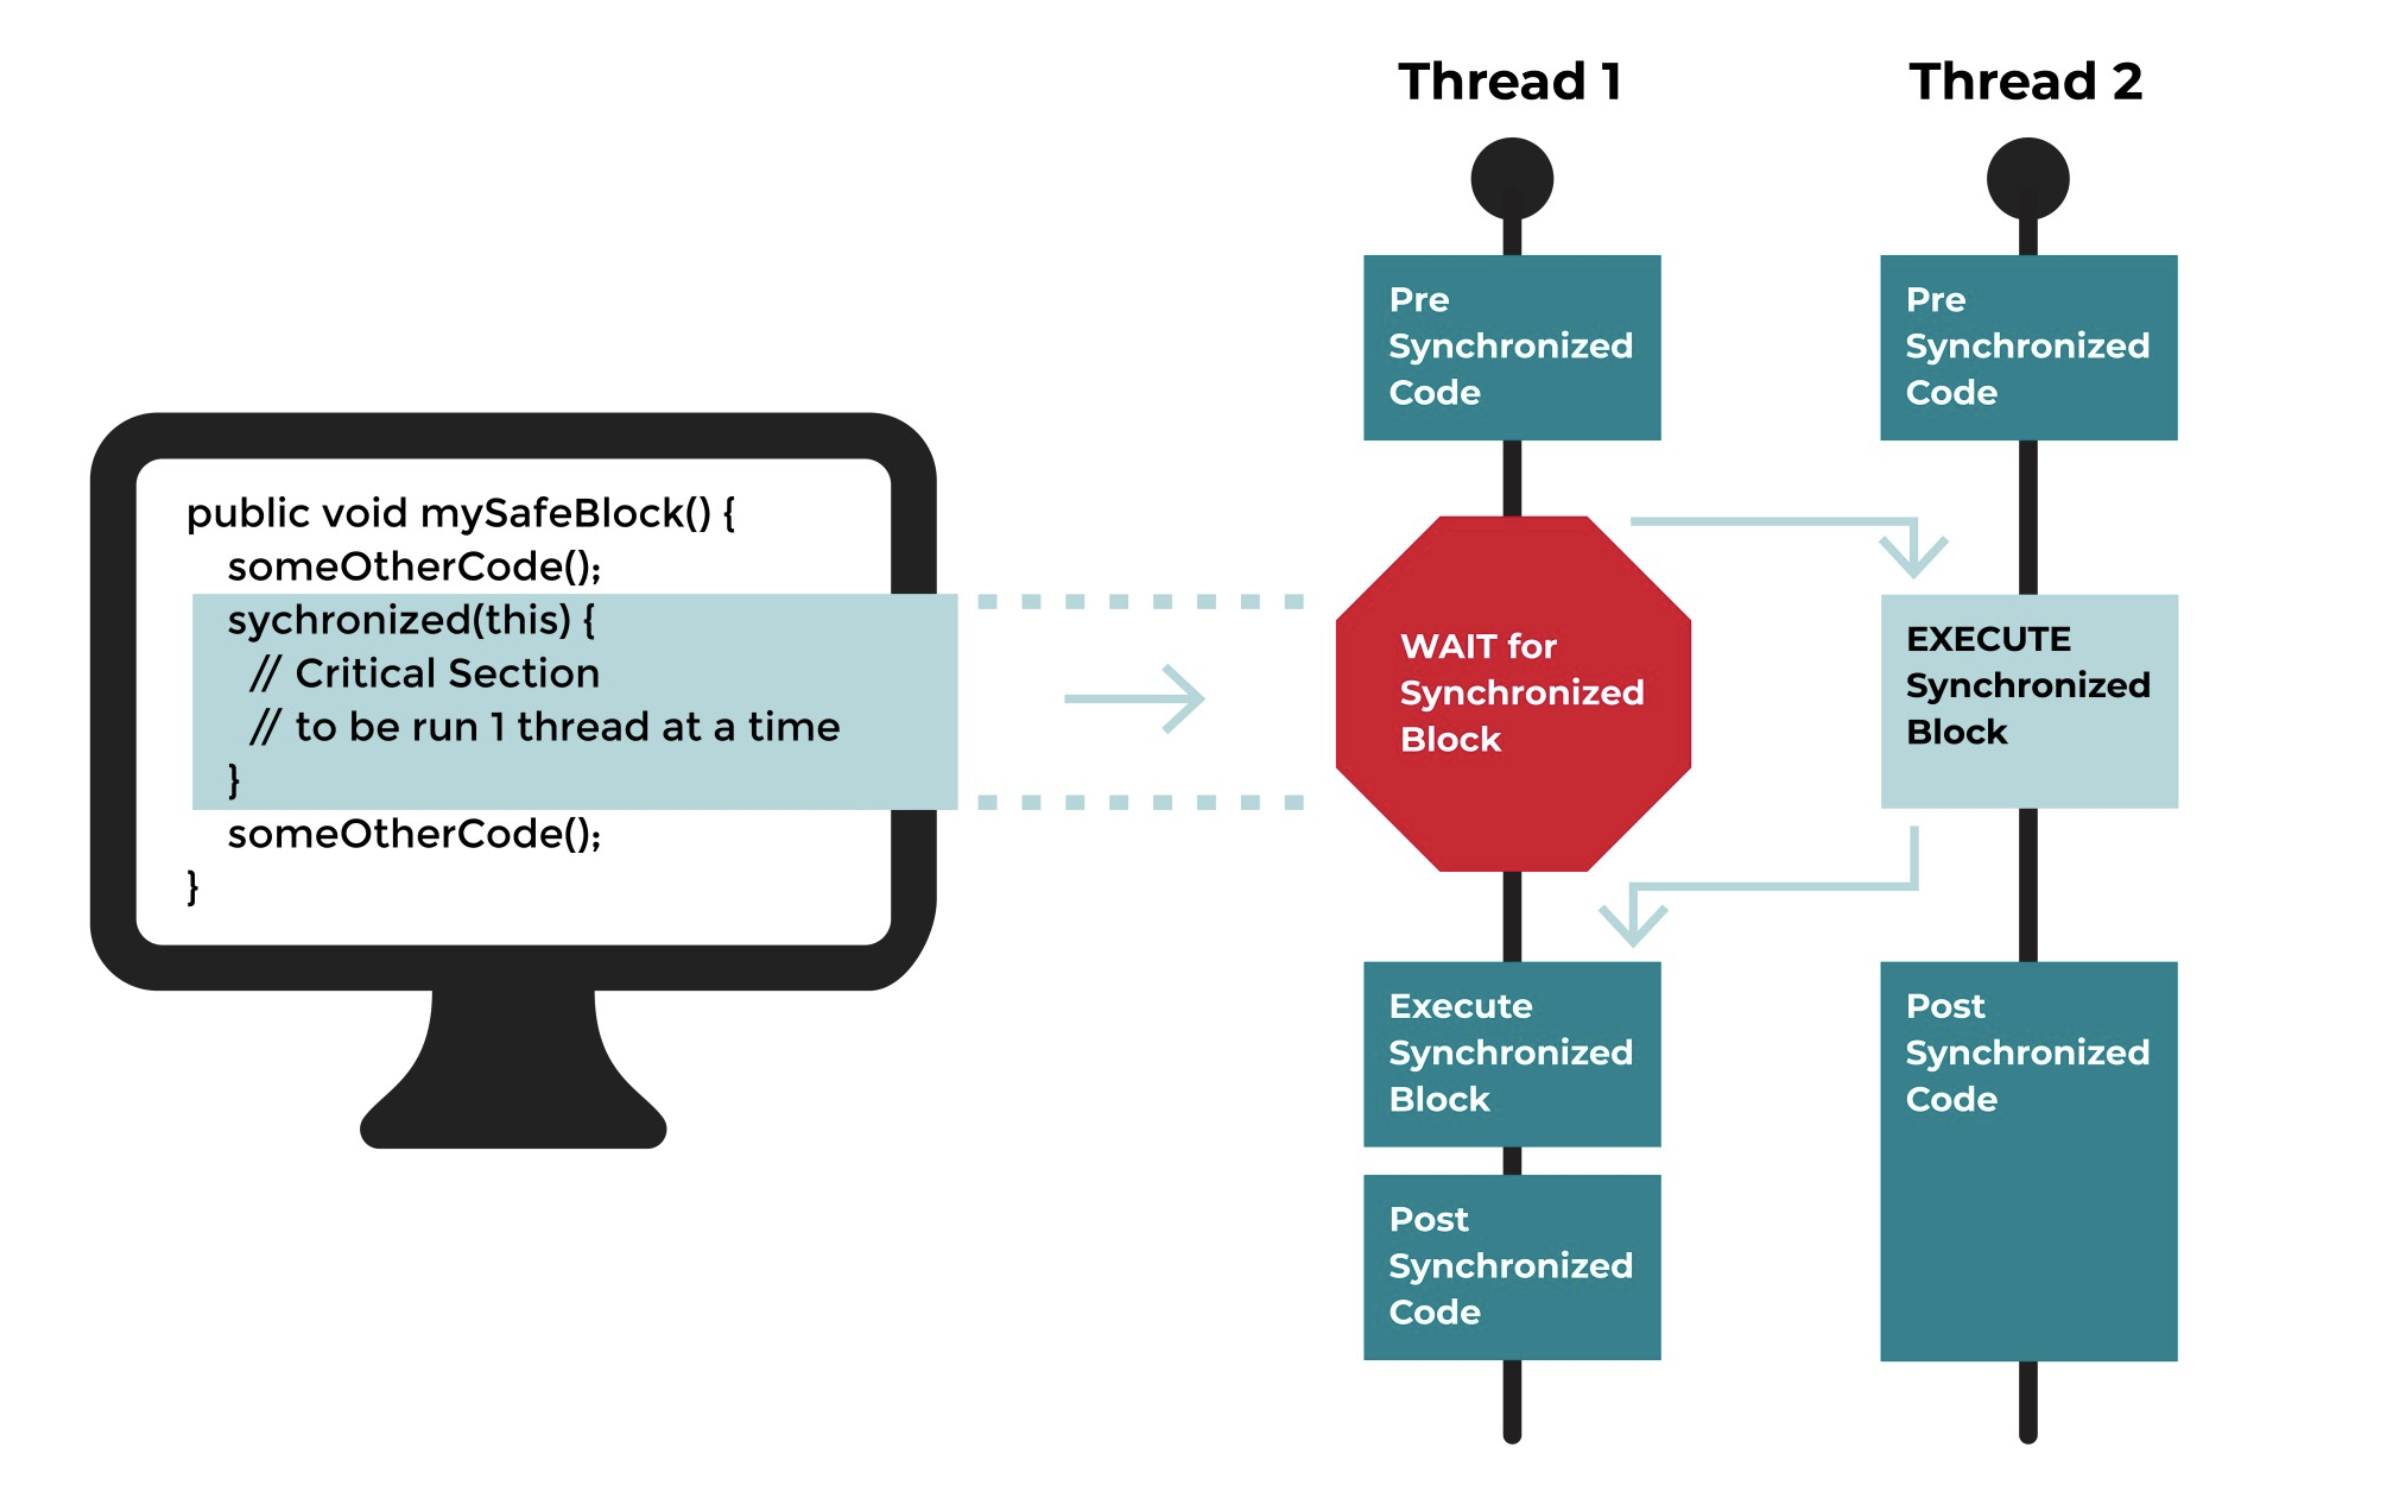 public void mySafeBlock() {
someOtherCode();
sychronized(this) {
// Critical Section
// to be run 1 thread at a time
}
someOtherCode();
}
Thread 1
Pre
Synchronized
Code
WAIT for
Synchronized
Block
Execute
Synchronized
Block
Post
Synchronized
Code
Thread 2
Pre
Synchronized
Code
EXECUTE
Synchronized
Block
Post
Synchronized
Code